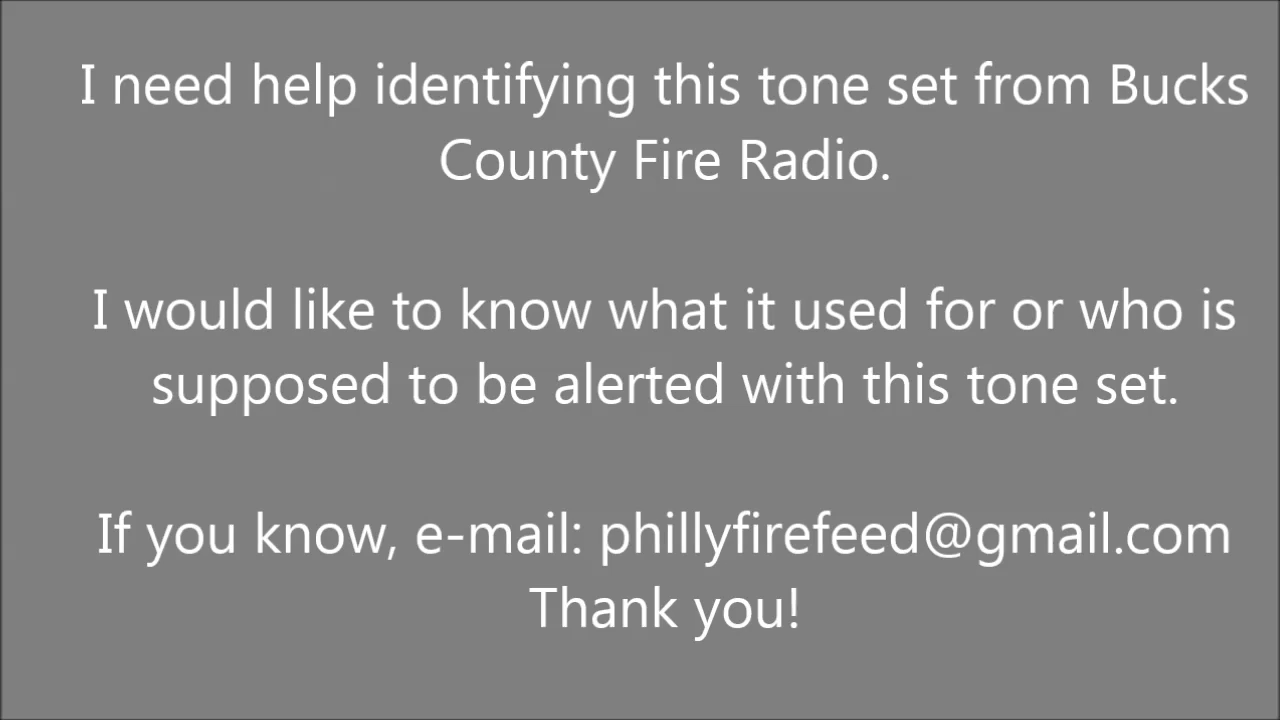 I need help identifying this tone set from Bucks
County Fire Radio.
I would like to know what it used for or who is
supposed to be alerted with this tone set.
If you know, e-mail: phillyfirefeed@gmail.com
Thank you!